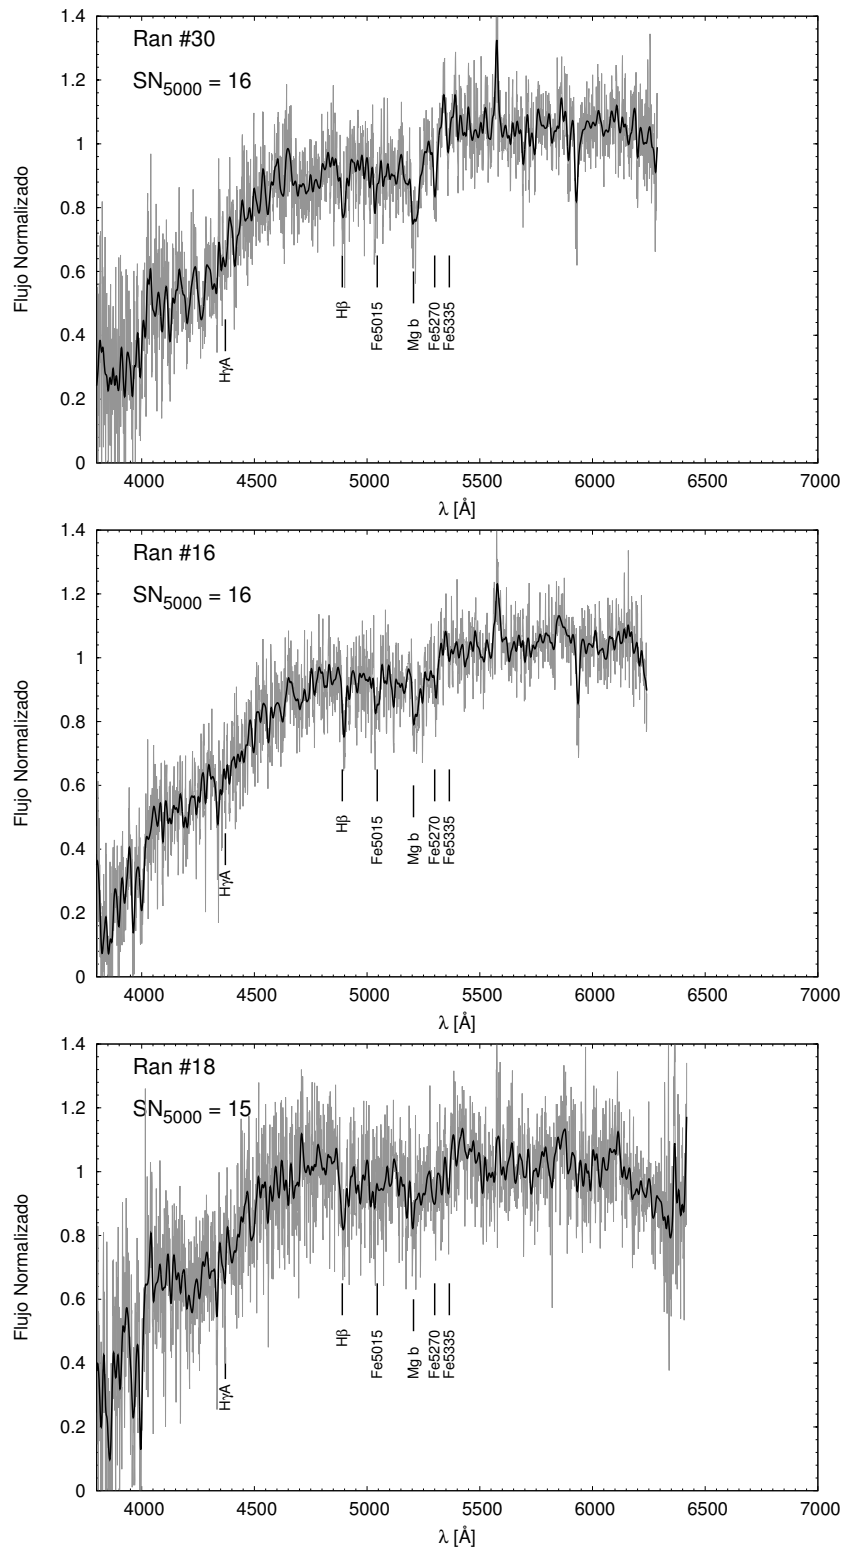 Ran #30
SN5000 = 16
Flujo Normalizado
1.4
1.2
1
0.8
0.6
0.4
0.2
0
HγA
Hβ
Fe5015
Mg b
Fe5270
Fe5335
4000 4500 5000 5500 6000 6500 7000
λ [Å]
Ran #16
SN5000 = 16
Flujo Normalizado
1.4
1.2
1
0.8
0.6
0.4
0.2
0
HγA
Hβ
Fe5015
Mg b
Fe5270
Fe5335
4000 4500 5000 5500 6000 6500 7000
λ [Å]
Ran #18
SN5000 = 15
Flujo Normalizado
1.4
1.2
1
0.8
0.6
0.4
0.2
0
HγA
Hβ
Fe5015
Mg b
Fe5270
Fe5335
4000 4500 5000 5500 6000 6500 7000
λ [Å]